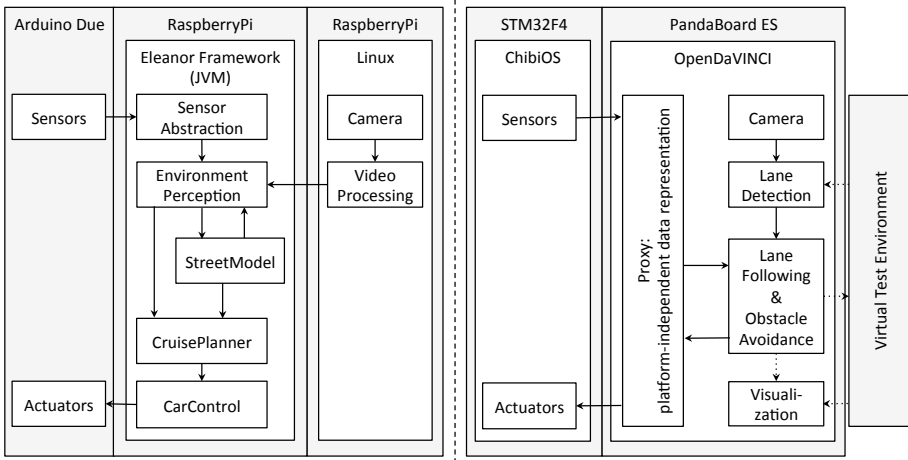 Arduino Due
RaspberryPi
RaspberryPi
Eleanor Framework
(JVM)
Linux
Sensors
Sensor
Abstraction
Camera
Environment
Perception
Video
Processing
StreetModel
CruisePlanner
Actuators
CarControl
STM32F4
PandaBoard ES
ChibiOS
OpenDaVINCI
Sensors
Proxy:
platform-independent data representation
Camera
Lane
Detection
Lane
Following
&
Obstacle
Avoidance
Actuators
Visuali-
zation
Virtual Test Environment